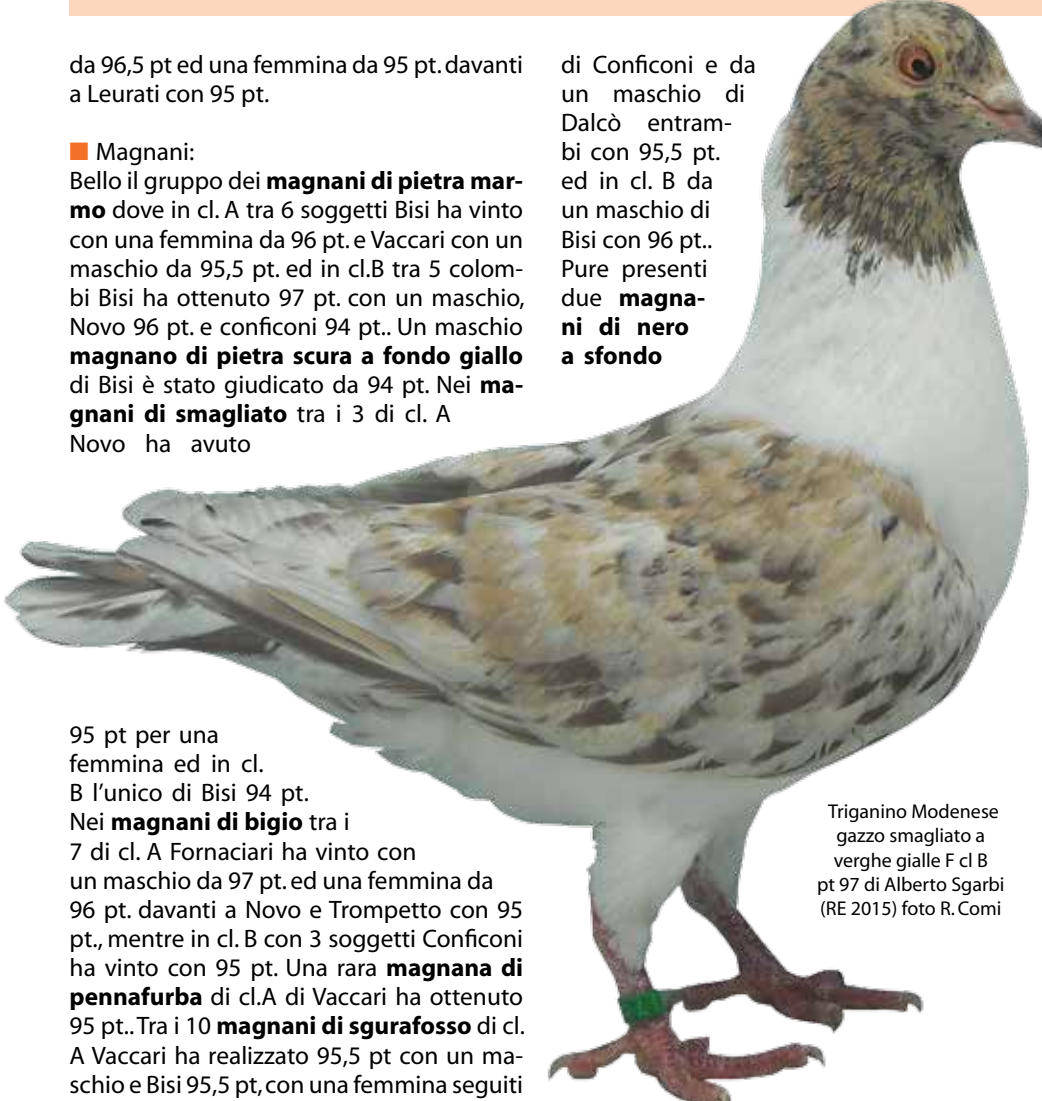 da 96,5 pt ed una femmina da 95 pt. davanti
a Leurati con 95 pt.
■ Magnani:
Bello il gruppo dei magnani di pietra mar-
mo dove in cl. A tra 6 soggetti Bisi ha vinto
con una femmina da 96 pt. e Vaccari con un
maschio da 95,5 pt. ed in cl.B tra 5 colom-
bi Bisi ha ottenuto 97 pt. con un maschio,
Novo 96 pt. e conficoni 94 pt.. Un maschio
magnano di pietra scura a fondo giallo
di Bisi è stato giudicato da 94 pt. Nei ma-
gnani di smagliato tra i 3 di cl. A
Novo ha avuto
95 pt per una
femmina ed in cl.
B l'unico di Bisi 94 pt.
Nei magnani di bigio tra i
7 di cl. A Fornaciari ha vinto con
un maschio da 97 pt. ed una femmina da
96 pt. davanti a Novo e Trompetto con 95
pt., mentre in cl. B con 3 soggetti Conficoni
ha vinto con 95 pt. Una rara magnana di
pennafurba di cl.A di Vaccari ha ottenuto
95 pt.. Tra i 10 magnani di sgurafosso di cl.
A Vaccari ha realizzato 95,5 pt con un ma-
schio e Bisi 95,5 pt, con una femmina seguiti
di Conficoni e da
un maschio di
Dalcò entram-
bi con 95,5 pt.
ed in cl. B da
un maschio di
Bisi con 96 pt..
Pure presenti
due magna-
ni di nero
a sfondo
Triganino Modenese
gazzo smagliato a
verghe gialle F cl B
pt 97 di Alberto Sgarbi
(RE 2015) foto R. Comi